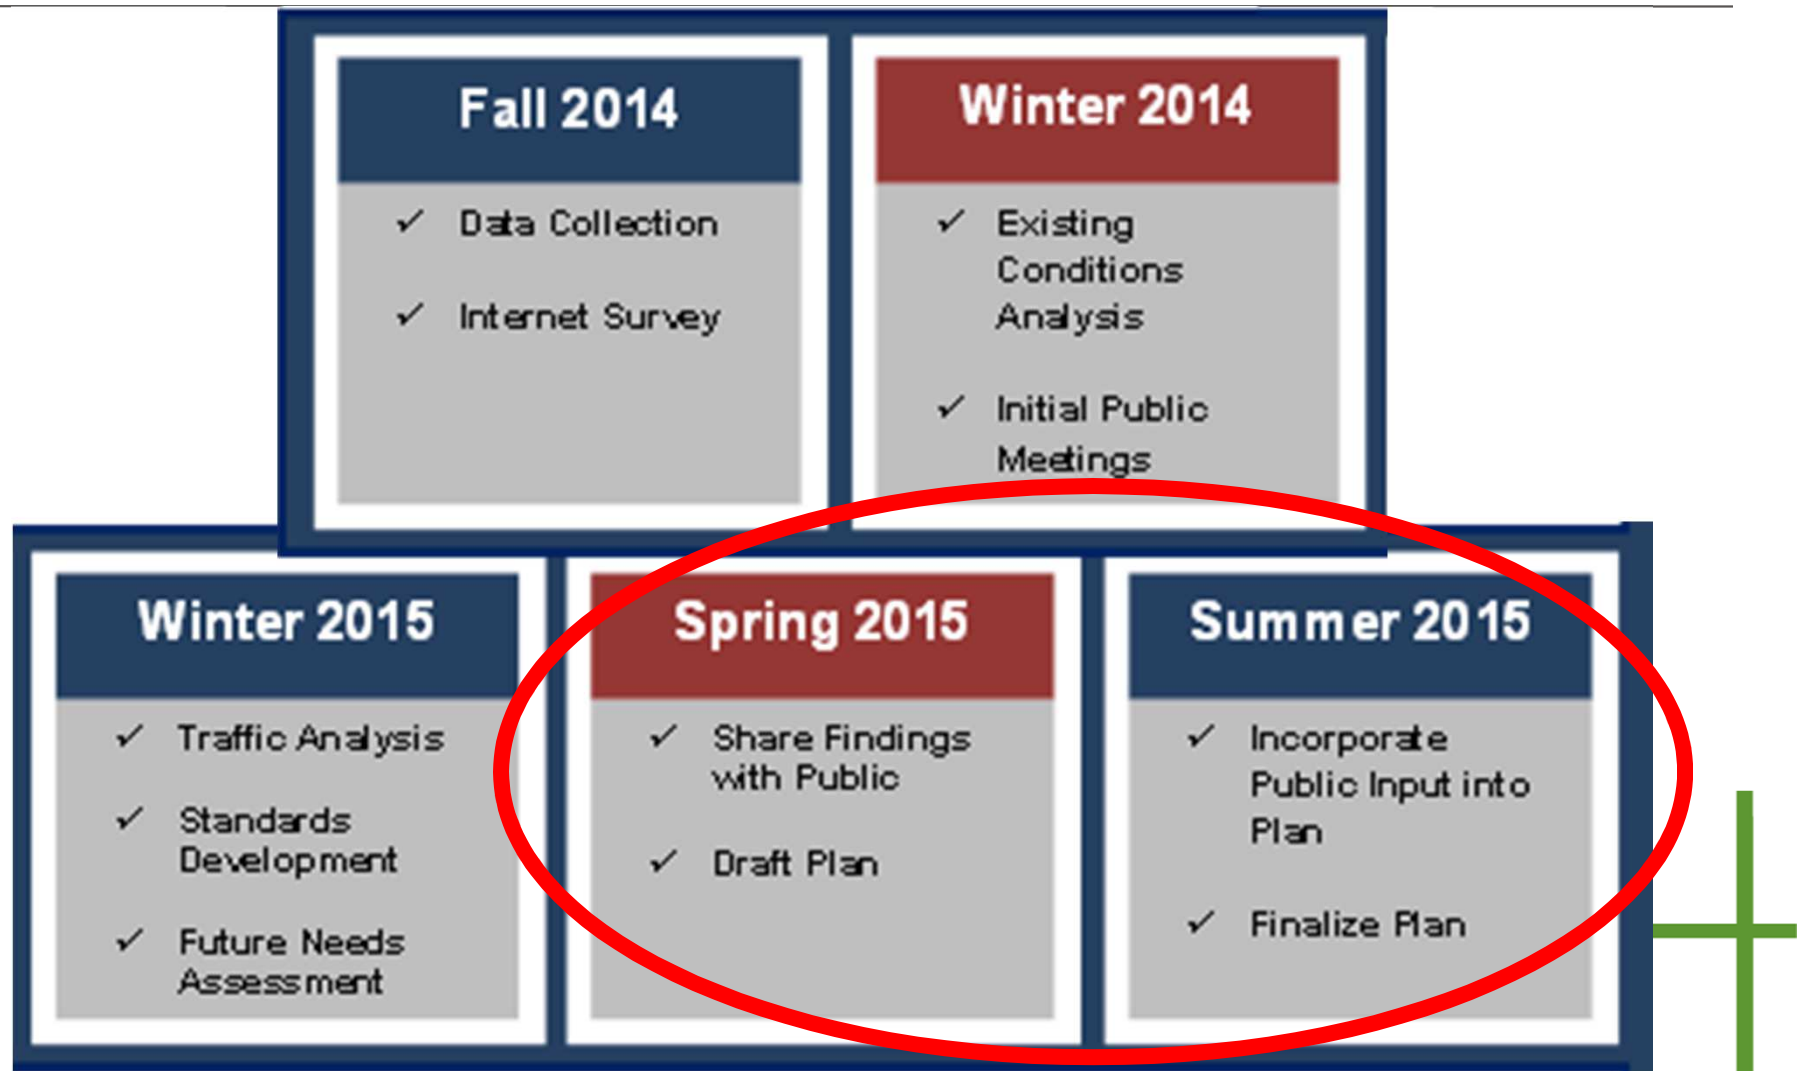 Fall 2014
✓ Data Collection
✓ Internet Survey
Winter 2014
✓ Existing
Conditions
Analysis
✓ Initial Public
Meetings
Winter 2015
✓ Traffic Analysis
✓ Standards
Development
✓ Future Needs
Assessment
Spring 2015
✓ Share Findings
with Public
✓ Draft Plan
Summer 2015
✓ Incorporate
Public Input into
Plan
✓ Finalize Plan